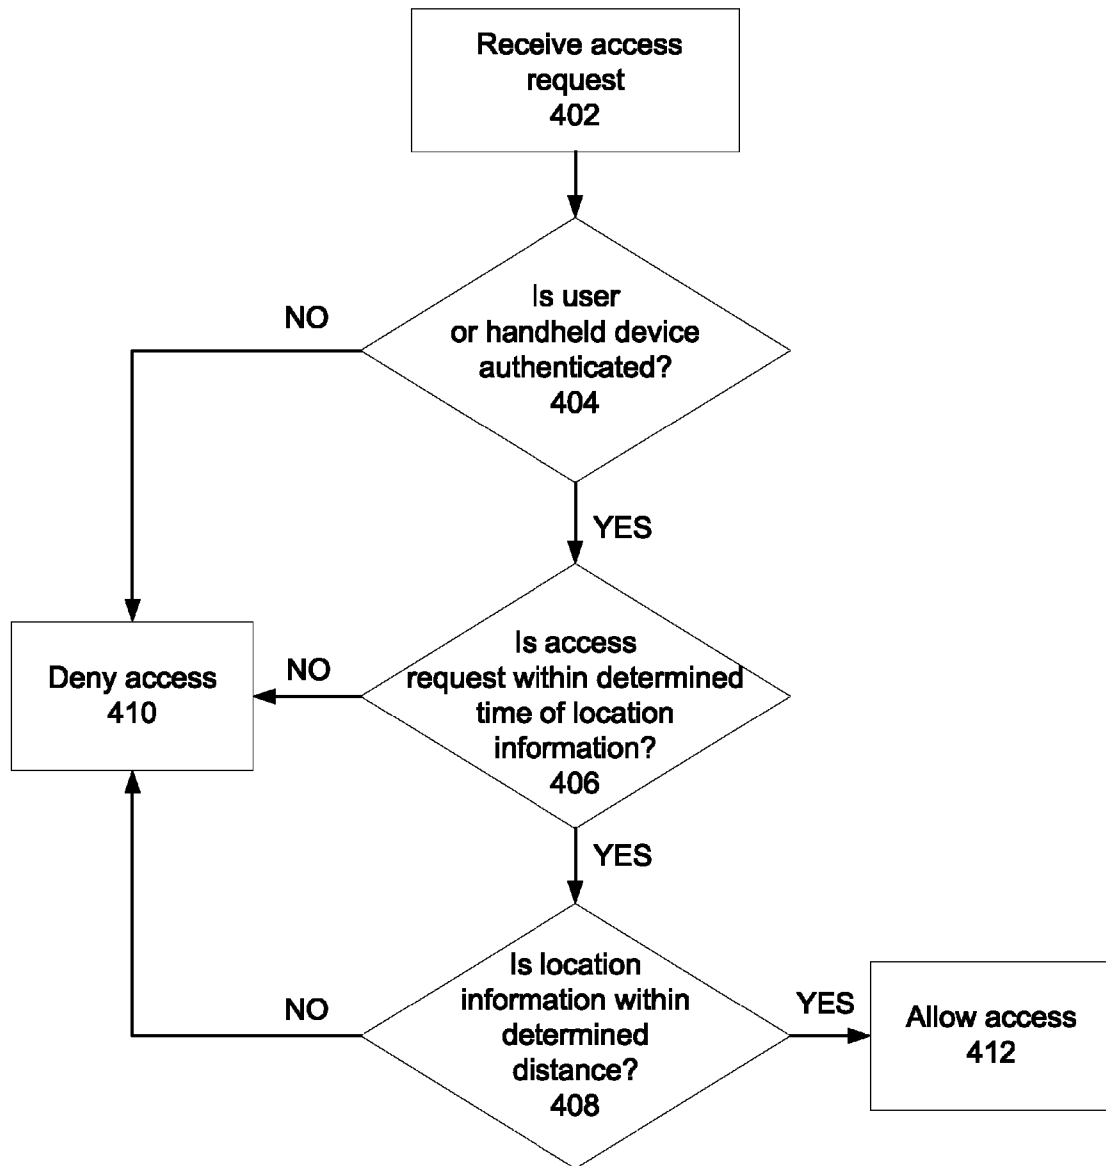 Receive access
request
402
Is user
or handheld device
authenticated?
404
NO
YES
Is access
request within determined
time of location
information?
406
NO
Deny access
410
YES
Is location
information within
determined
distance?
408
NO
YES
Allow access
412